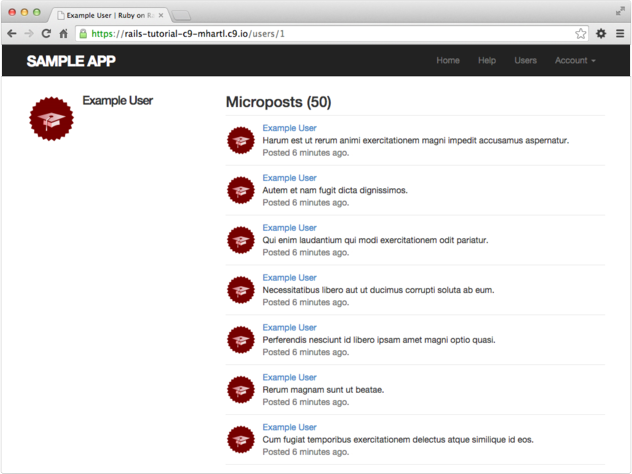 Example User | Ruby on Ra
https://rails-tutorial-c9-mhartl.c9.io/users/1
SAMPLE APP
Home
Help
Users
Account
Example User
Microposts (50)
Example User
Harum est ut rerum animi exercitationem magni impedit accusamus aspernatur.
Posted 6 minutes ago.
Example User
Autem et nam fugit dicta dignissimos.
Posted 6 minutes ago.
Example User
Qui enim laudantium qui modi exercitationem odit pariatur.
Posted 6 minutes ago.
Example User
Necessitatibus libero aut ut ducimus corrupti soluta ab eum.
Posted 6 minutes ago.
Example User
Perferendis nesciunt id libero ipsam amet magni optio quasi.
Posted 6 minutes ago.
Example User
Rerum magnam sunt ut beatae.
Posted 6 minutes ago.
Example User
Cum fugiat temporibus exercitationem delectus atque similique id eos.
Posted 6 minutes ago.